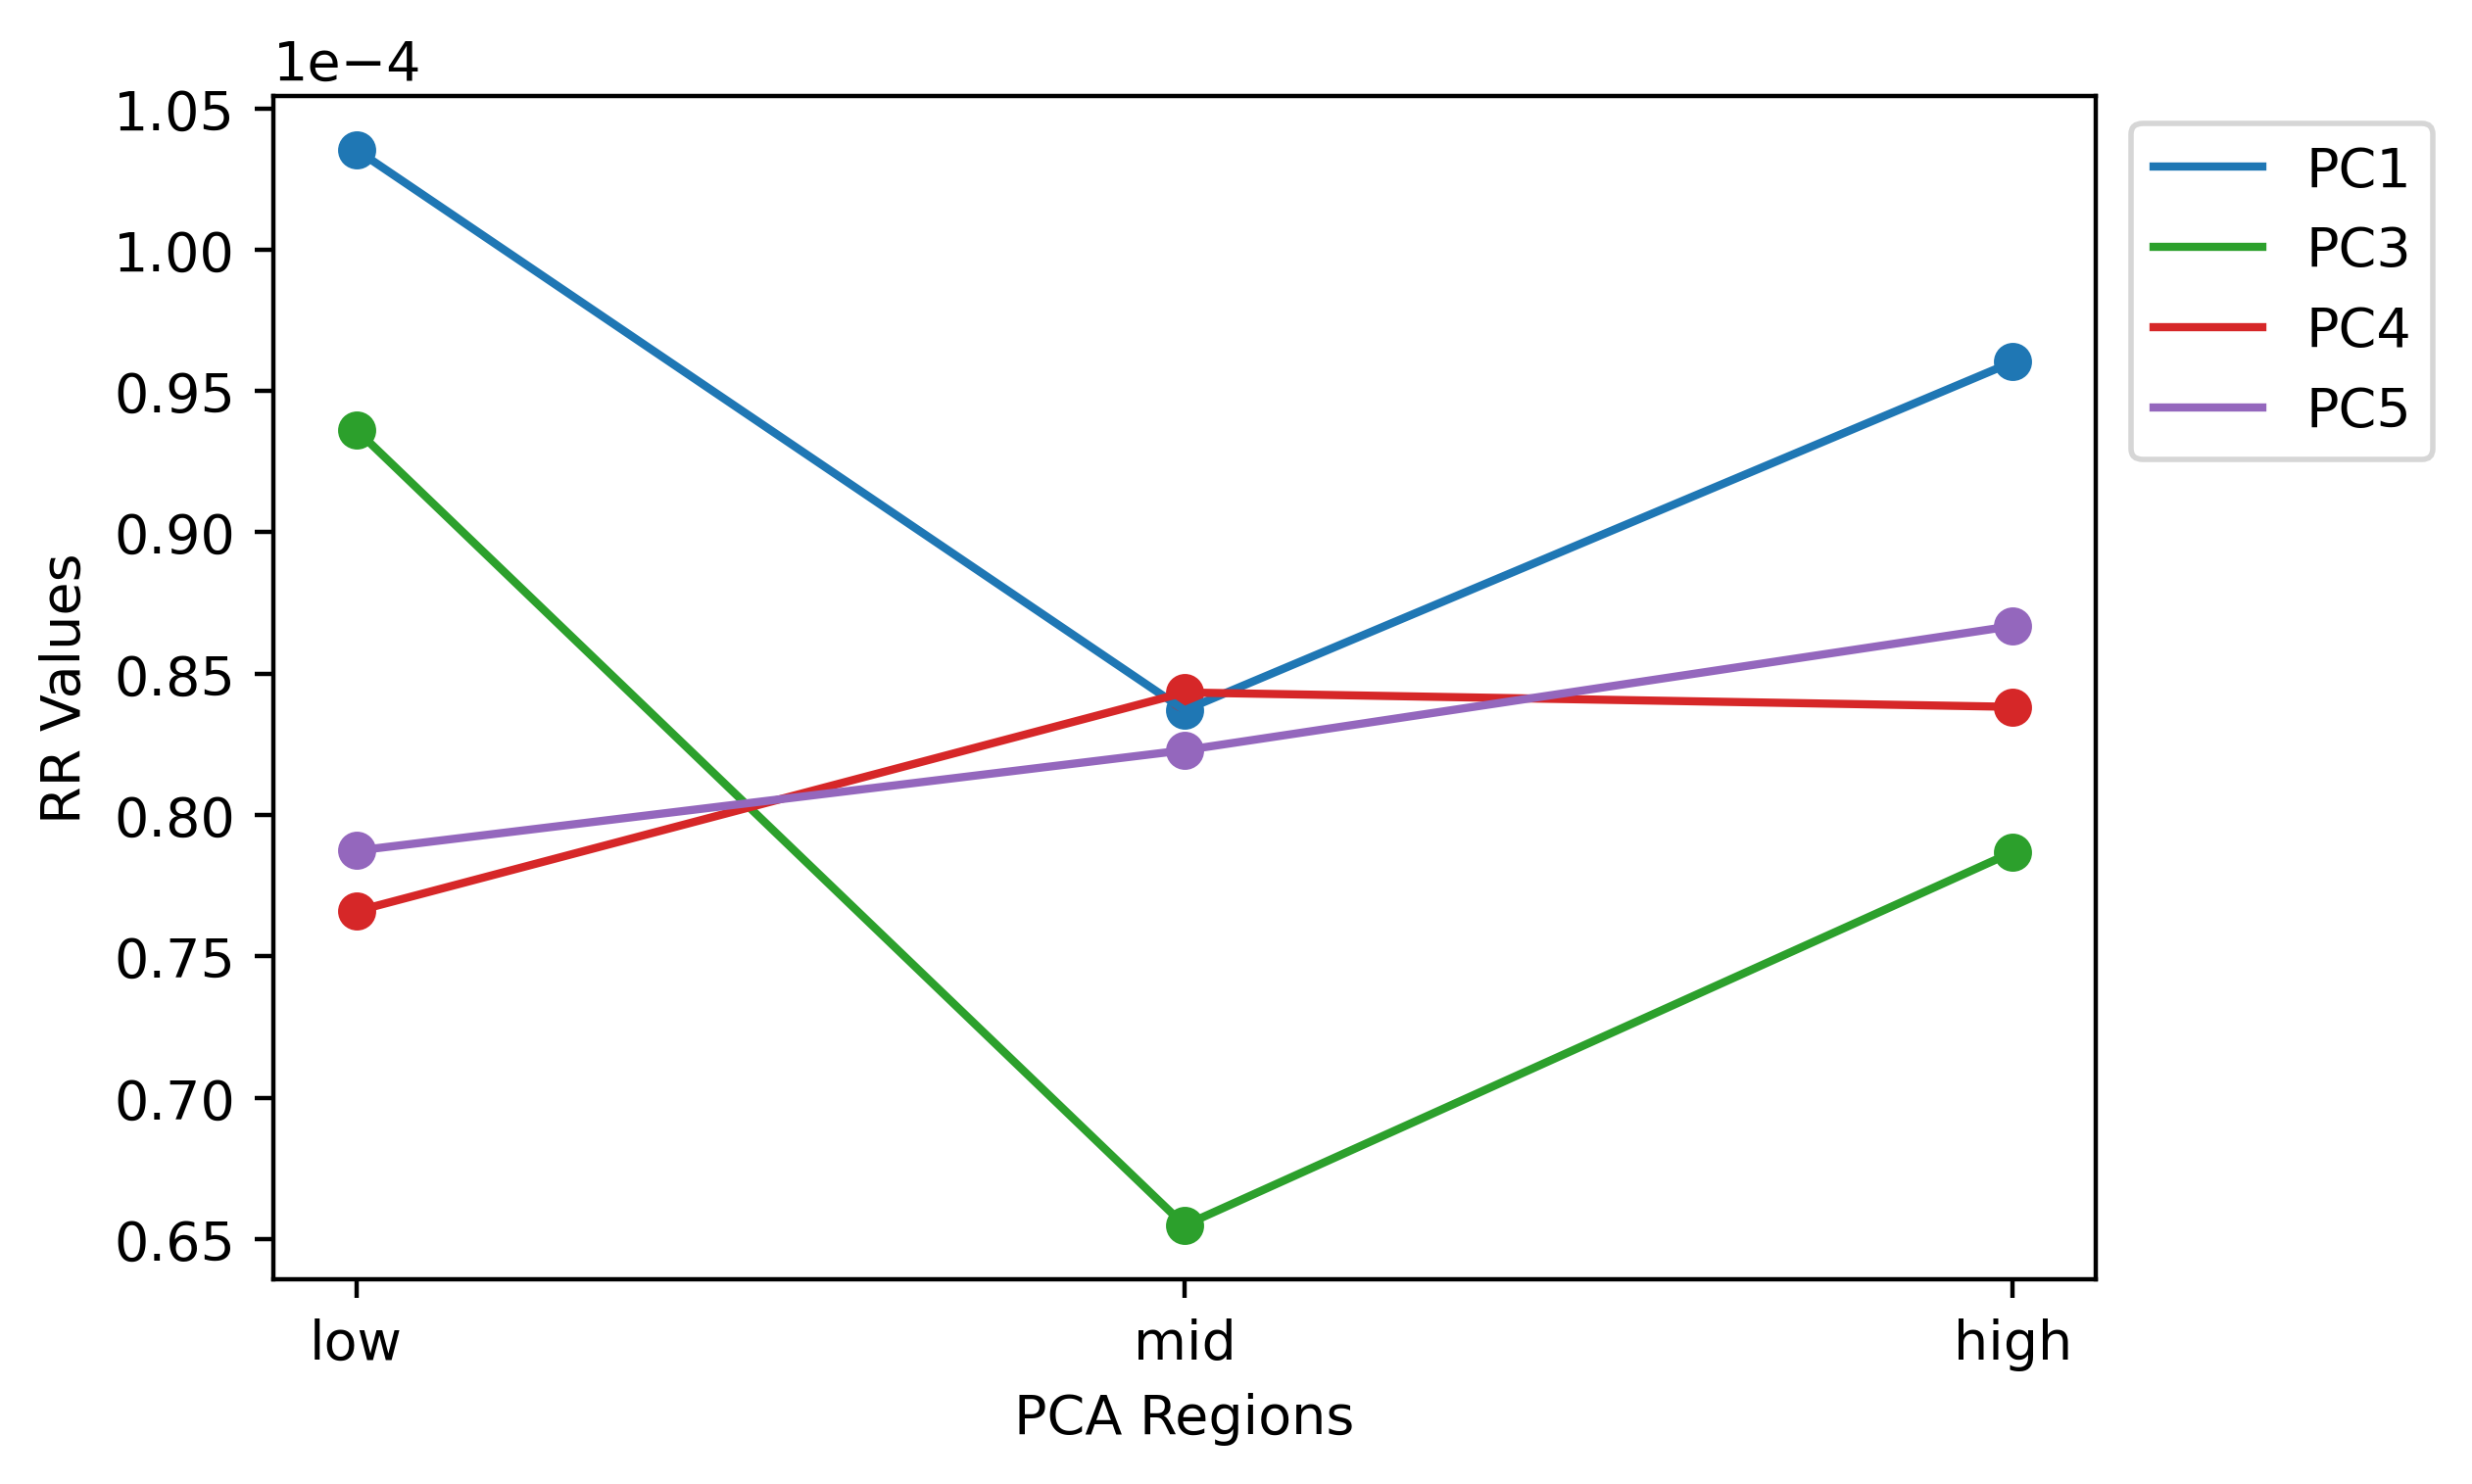 1e−4
1.05
1.00
0.95
0.90
0.85
0.80
0.75
0.70
0.65
RR Values
low mid high
PCA Regions
PC1
PC3
PC4
PC5